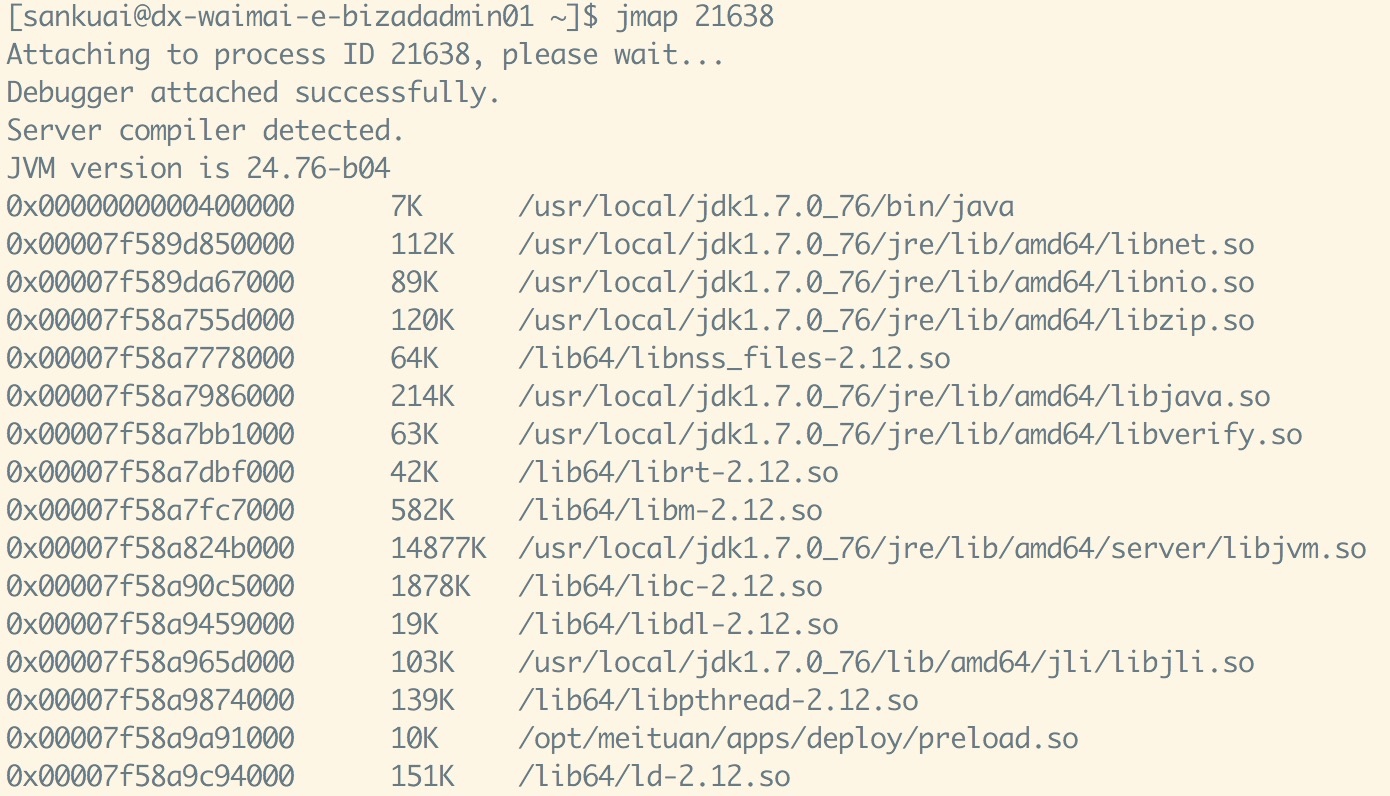 [sankuai@dx-waimai-e-bizadadmin01 ~]$ jmap 21638
Attaching to process ID 21638, please wait...
Debugger attached successfully.
Server compiler detected.
JVM version is 24.76-b04
0x0000000000400000      7K      /usr/local/jdk1.7.0_76/bin/java
0x00007f589d850000      112K    /usr/local/jdk1.7.0_76/jre/lib/amd64/libnet.so
0x00007f589da67000      89K     /usr/local/jdk1.7.0_76/jre/lib/amd64/libnio.so
0x00007f58a755d000      120K    /usr/local/jdk1.7.0_76/jre/lib/amd64/libzip.so
0x00007f58a7778000      64K     /lib64/libnss_files-2.12.so
0x00007f58a7986000      214K    /usr/local/jdk1.7.0_76/jre/lib/amd64/libjava.so
0x00007f58a7bb1000      63K     /usr/local/jdk1.7.0_76/jre/lib/amd64/libverify.so
0x00007f58a7dbf000      42K     /lib64/librt-2.12.so
0x00007f58a7fc7000      582K    /lib64/libm-2.12.so
0x00007f58a824b000      14877K  /usr/local/jdk1.7.0_76/jre/lib/amd64/server/libjvm.so
0x00007f58a90c5000      1878K   /lib64/libc-2.12.so
0x00007f58a9459000      19K     /lib64/libdl-2.12.so
0x00007f58a965d000      103K    /usr/local/jdk1.7.0_76/lib/amd64/jli/libjli.so
0x00007f58a9874000      139K    /lib64/libpthread-2.12.so
0x00007f58a9a91000      10K     /opt/meituan/apps/deploy/preload.so
0x00007f58a9c94000      151K    /lib64/ld-2.12.so